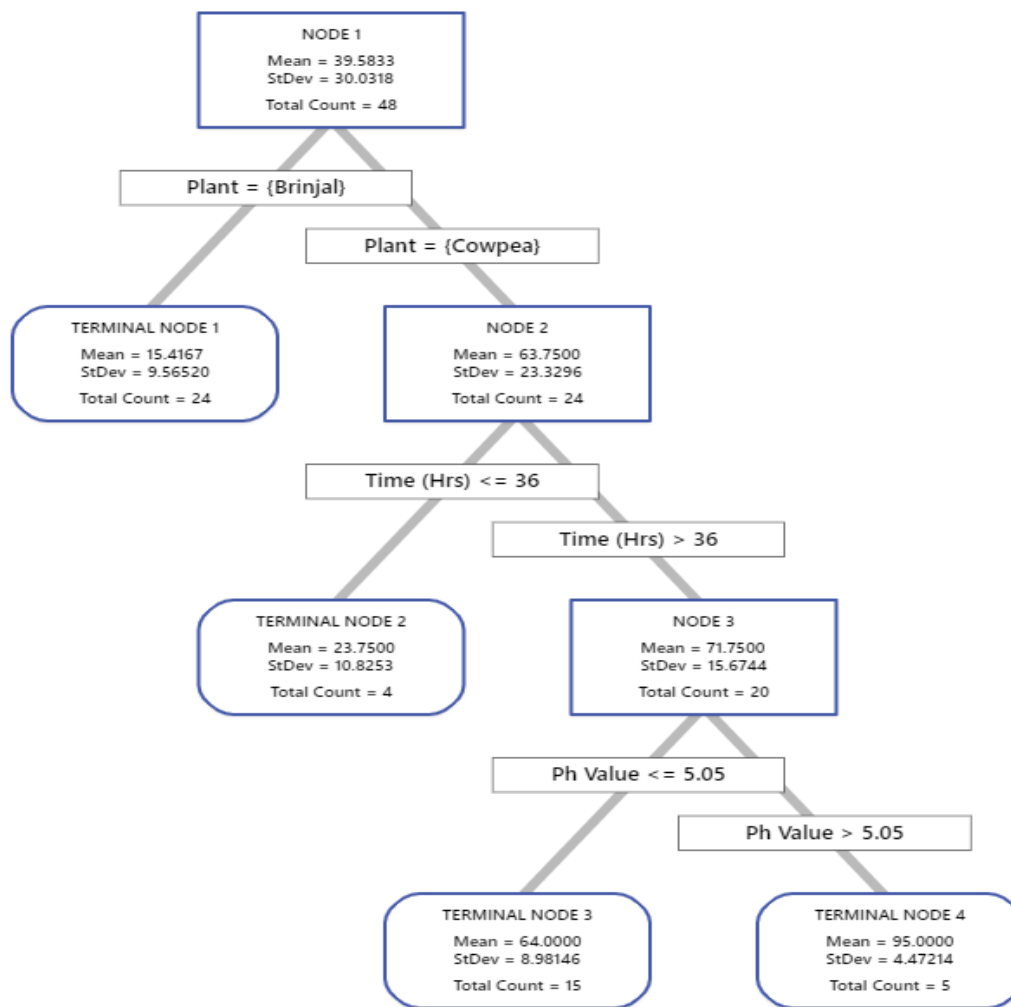 NODE 1
Mean = 39.5833
StDev = 30.0318
Total Count = 48
Plant = {Brinjal}
Plant = {Cowpea}
TERMINAL NODE 1
Mean = 15.4167
StDev = 9.56520
Total Count = 24
NODE 2
Mean = 63.7500
StDev = 23.3296
Total Count = 24
Time (Hrs) <= 36
Time (Hrs) > 36
TERMINAL NODE 2
Mean = 23.7500
StDev = 10.8253
Total Count = 4
NODE 3
Mean = 71.7500
StDev = 15.6744
Total Count = 20
Ph Value <= 5.05
Ph Value > 5.05
TERMINAL NODE 3
Mean = 64.0000
StDev = 8.98146
Total Count = 15
TERMINAL NODE 4
Mean = 95.0000
StDev = 4.47214
Total Count = 5